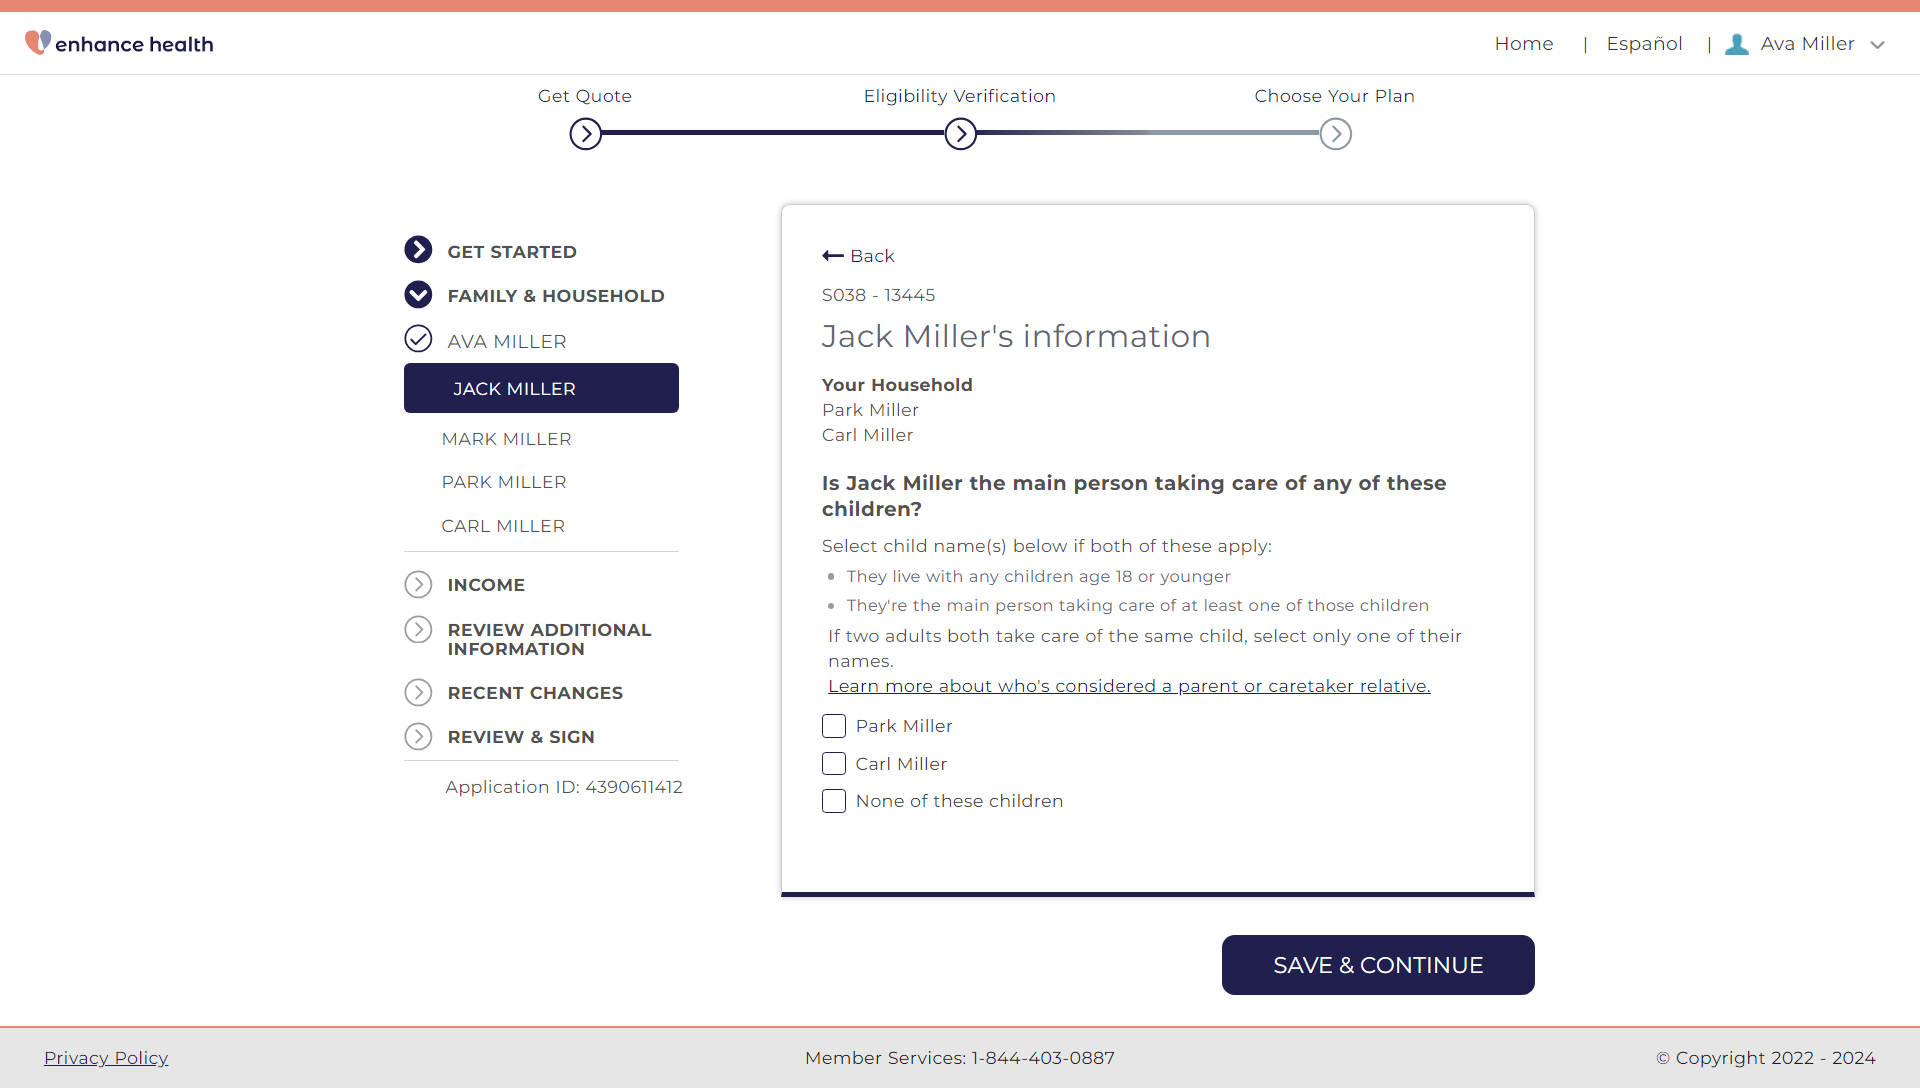 enhance health
Home | Español | Ava Miller
Get Quote
Eligibility Verification
Choose Your Plan
GET STARTED
FAMILY & HOUSEHOLD
AVA MILLER
JACK MILLER
MARK MILLER
PARK MILLER
CARL MILLER
INCOME
REVIEW ADDITIONAL
INFORMATION
RECENT CHANGES
REVIEW & SIGN
Application ID: 4390611412
Back
S038 - 13445
Jack Miller's information
Your Household
Park Miller
Carl Miller
Is Jack Miller the main person taking care of any of these
children?
Select child name(s) below if both of these apply:
They live with any children age 18 or younger
They're the main person taking care of at least one of those children
If two adults both take care of the same child, select only one of their
names.
Learn more about who's considered a parent or caretaker relative.
Park Miller
Carl Miller
None of these children
SAVE & CONTINUE
Privacy Policy
Member Services: 1-844-403-0887
© Copyright 2022 - 2024